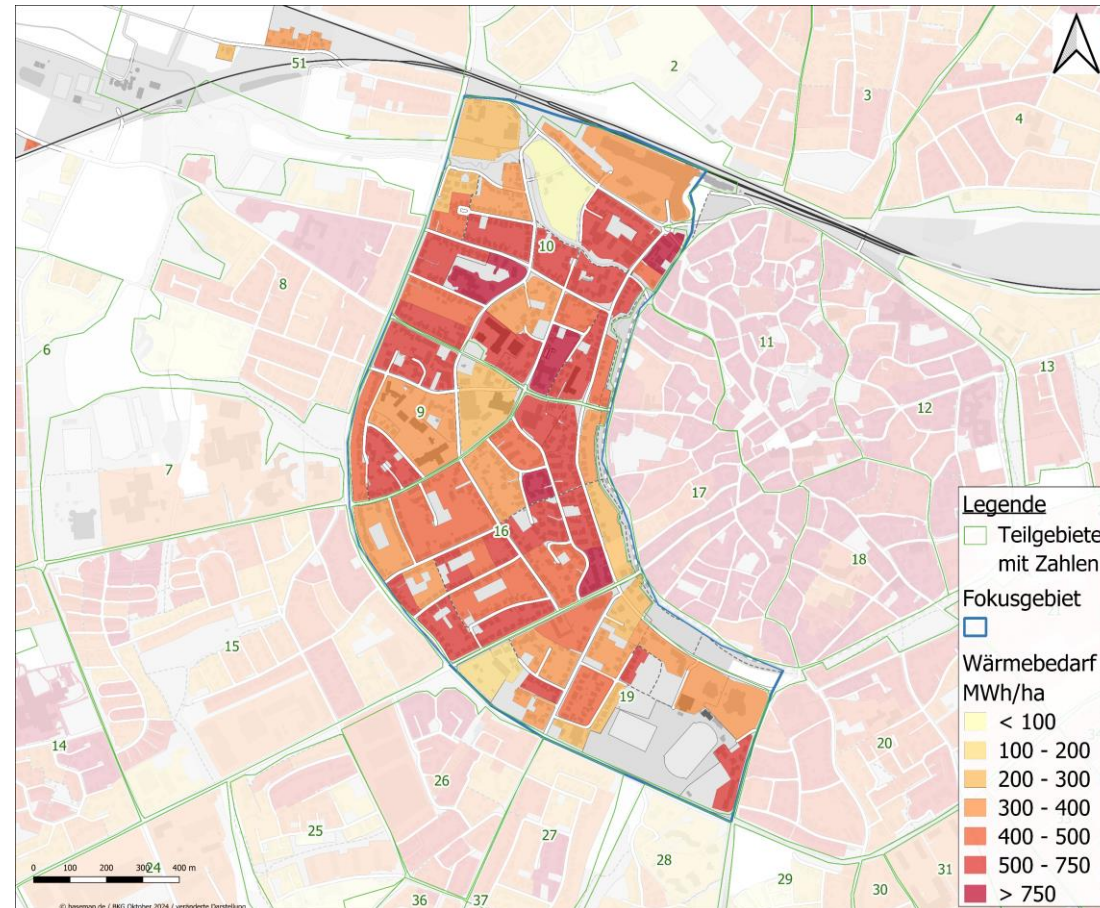 51
2
3
4
10
8
11
6
13
12
9
7
17
16
18
15
19
14
20
26
25
27
24
28
29
31
30
36
37
Legende
Teilgebiete
mit Zahlen
Fokusgebiet
Wärmebedarf
MWh/ha
< 100
100 - 200
200 - 300
300 - 400
400 - 500
500 - 750
> 750
0 100 200 300 400 m
© basemap.de / BKG Oktober 2024 / veränderte Darstellung